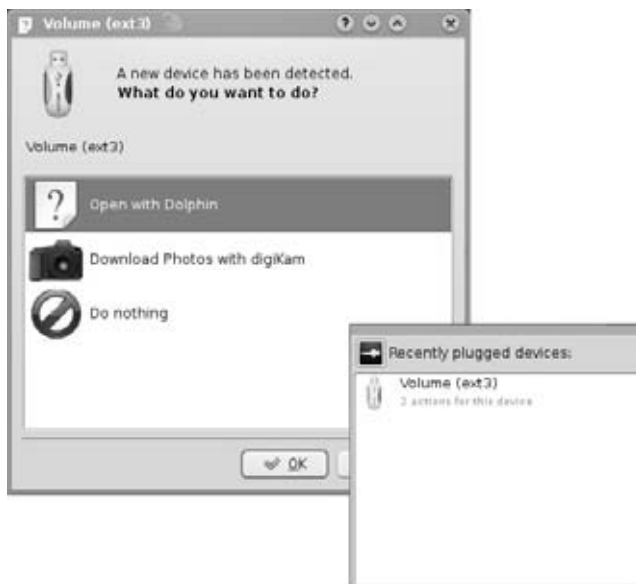 Volume (ext3)
A new device has been detected.
What do you want to do?
Volume (ext3)
Open with Dolphin
Download Photos with digiKam
Do nothing
OK
Recently plugged devices:
Volume (ext3)
2 actions for this device